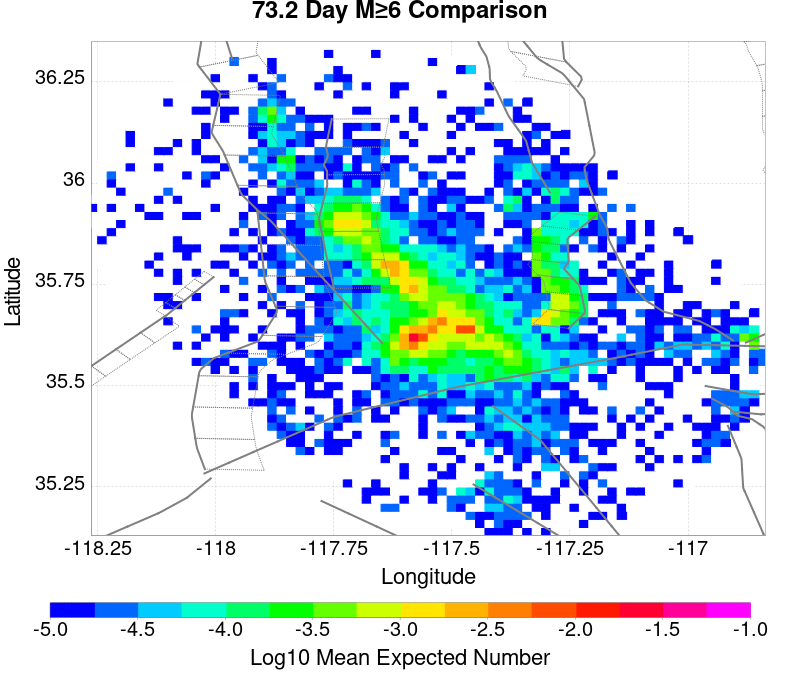 73.2 Day M≥6 Comparison
36.25
36
35.75
35.5
35.25
Latitude
-118.25 -118 -117.75 -117.5 -117.25 -117
Longitude
-5.0 -4.5 -4.0 -3.5 -3.0 -2.5 -2.0 -1.5 -1.0
Log10 Mean Expected Number